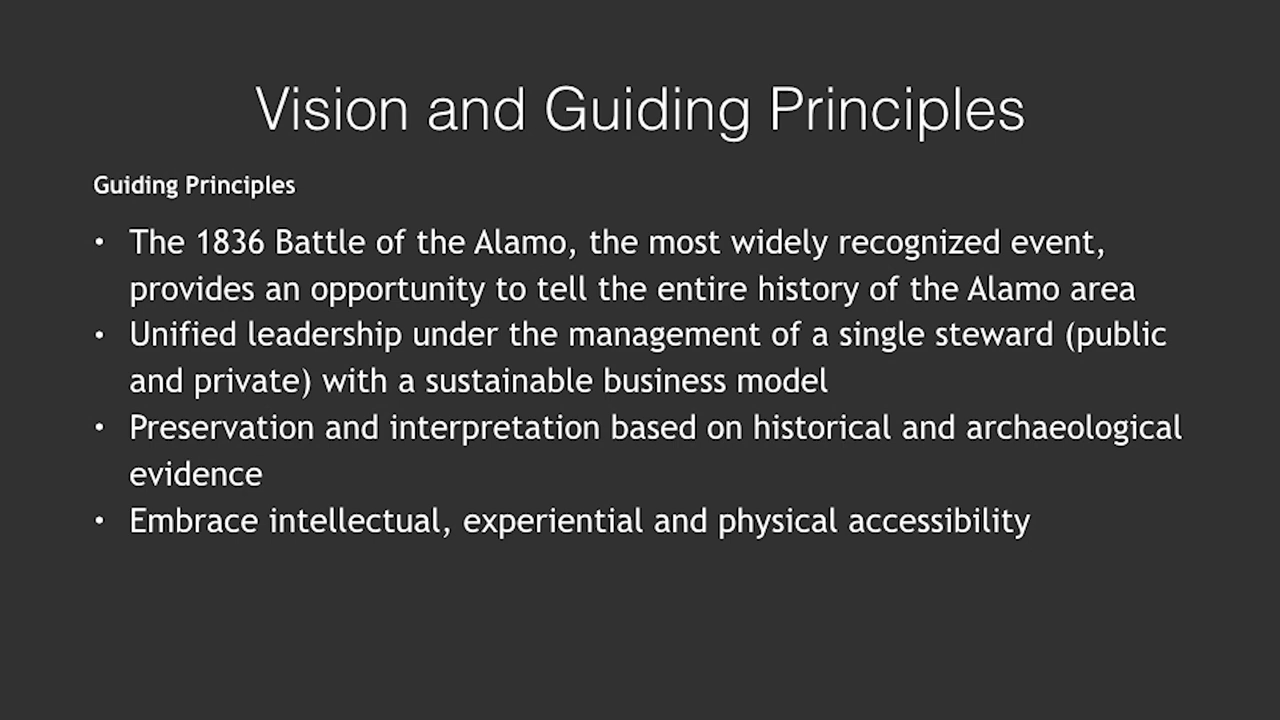 Vision and Guiding Principles
Guiding Principles
• The 1836 Battle of the Alamo, the most widely recognized event,
provides an opportunity to tell the entire history of the Alamo area
• Unified leadership under the management of a single steward (public
and private) with a sustainable business model
• Preservation and interpretation based on historical and archaeological
evidence
• Embrace intellectual, experiential and physical accessibility